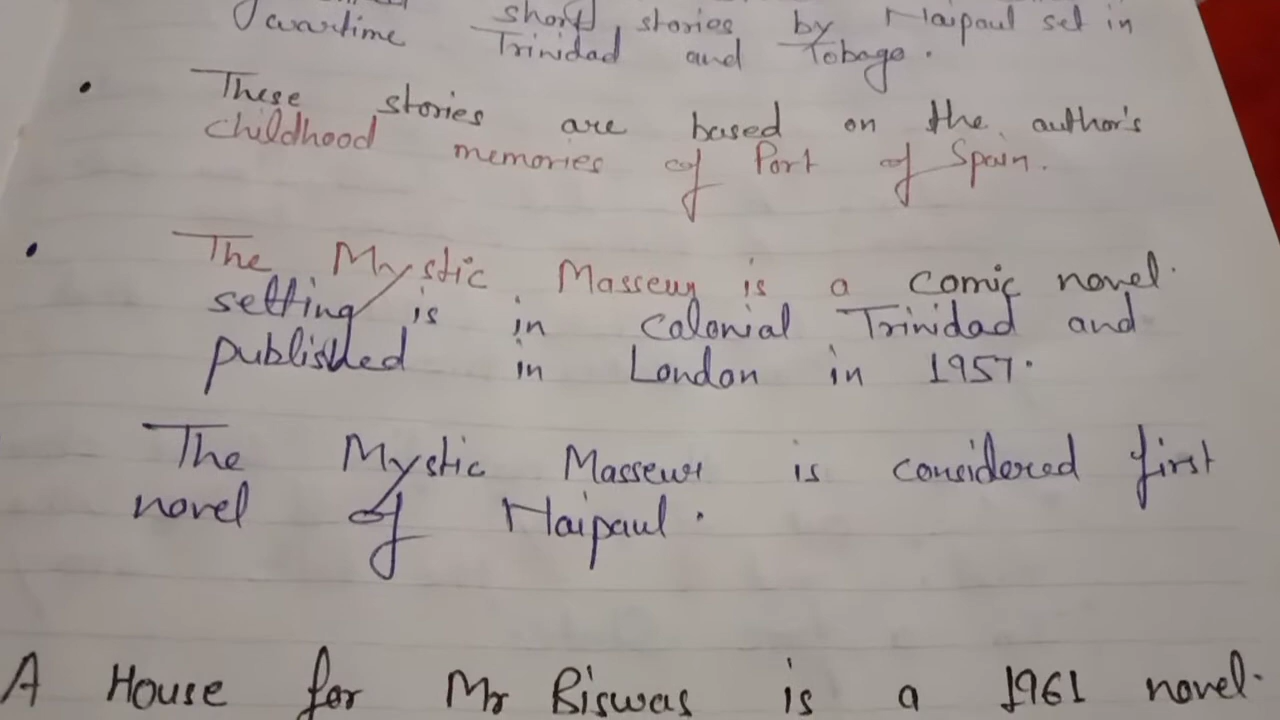 short stories by Naipaul set in
wartime Trinidad and Tobago.
• These stories are based on the author's
childhood memories of Port of Spain.
• The Mystic Masseur is a comic novel.
setting is in colonial Trinidad and
published in London in 1957.
The Mystic Masseur is considered first
novel of Naipaul.
A House for Mr Biswas is a 1961 novel.